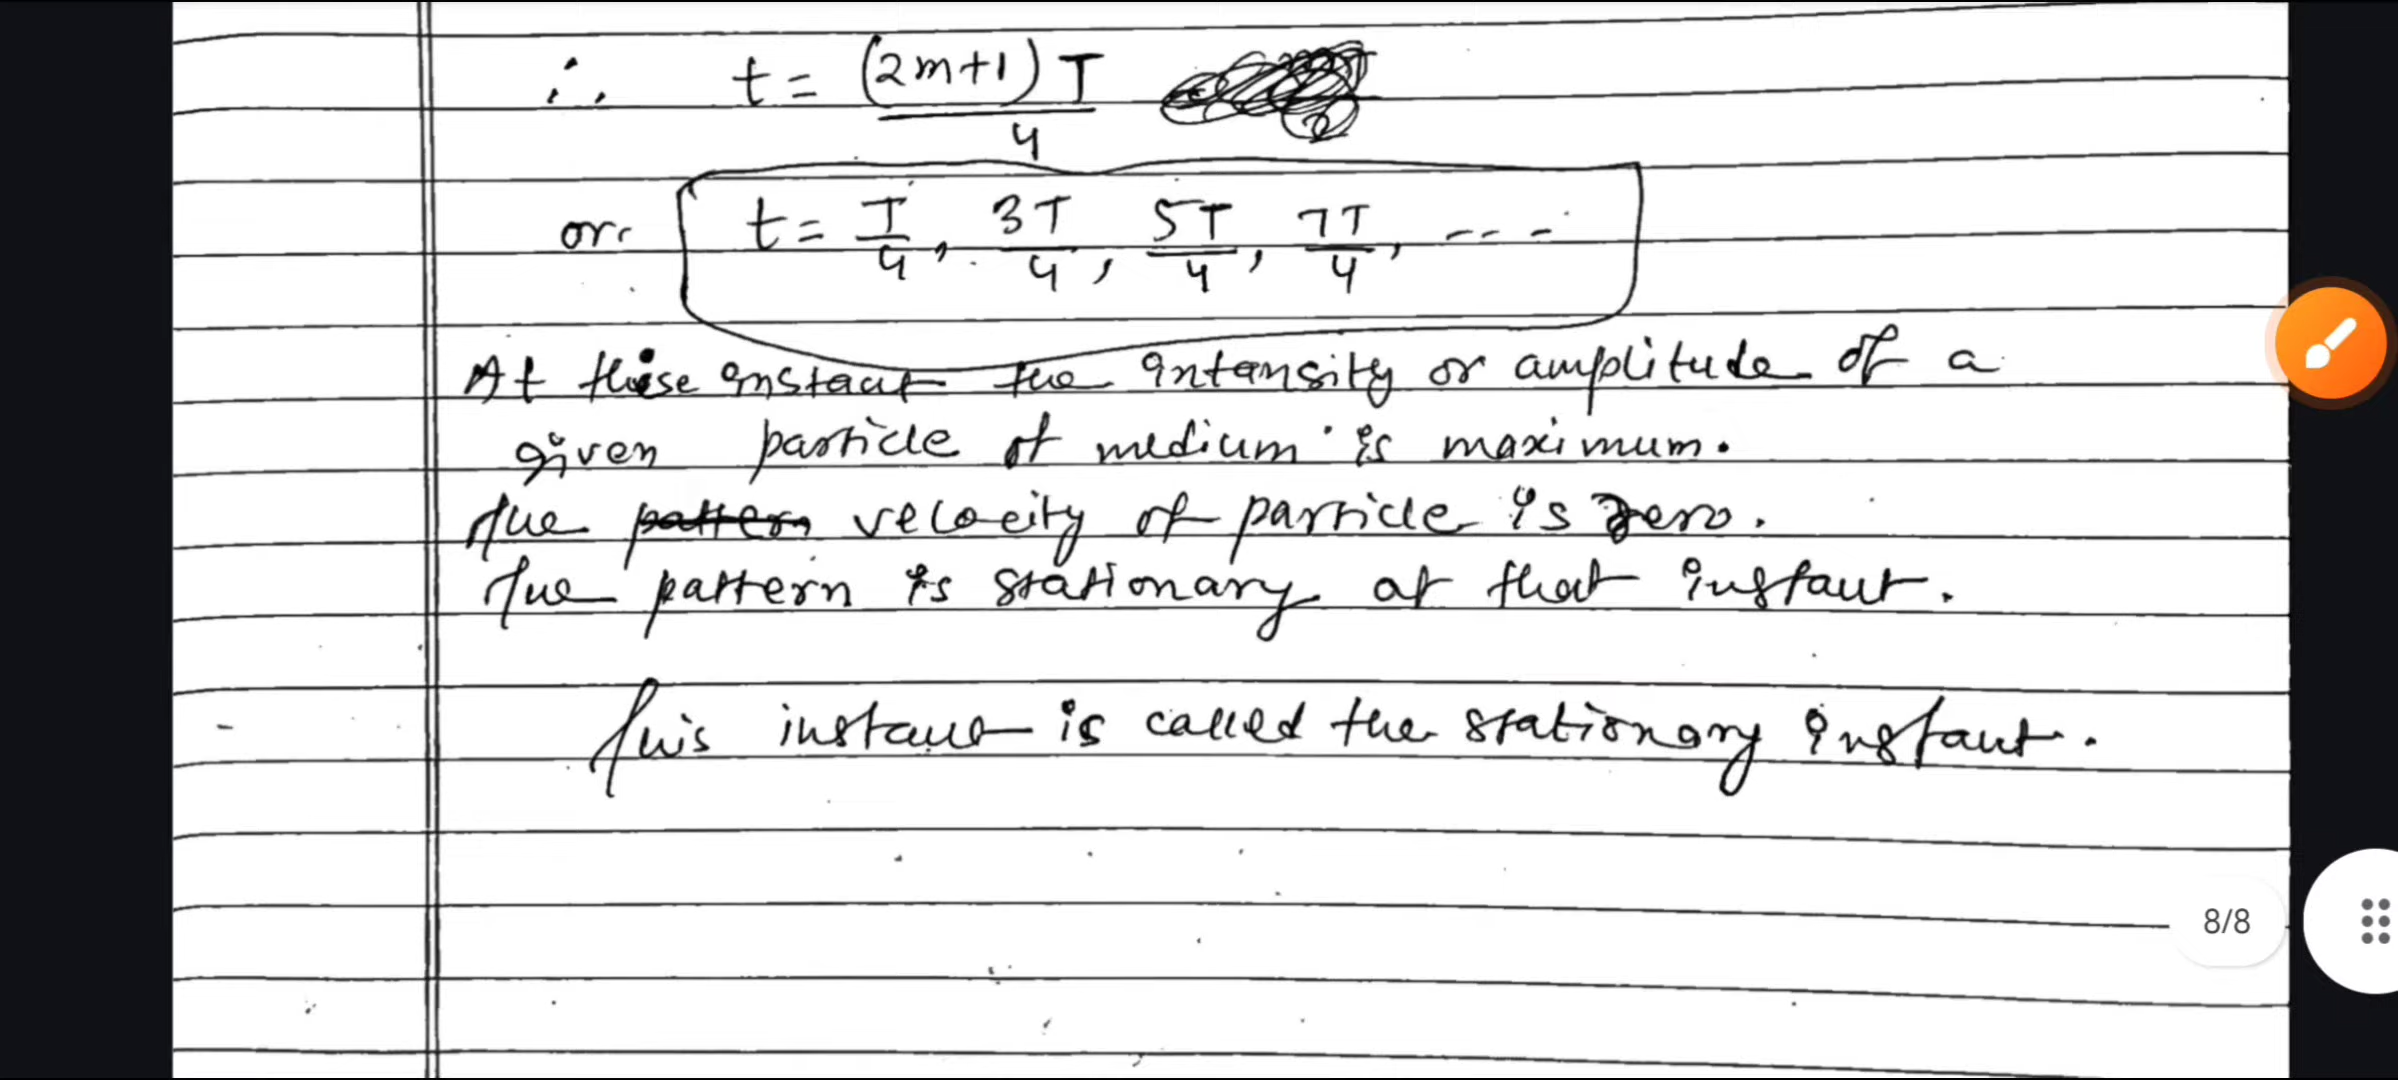 ∴ t = (2m+1)T / 4
or t = T/4, 3T/4, 5T/4, 7T/4, ---
At these instant the intensity or amplitude of a
given particle of medium is maximum.
The pattern velocity of particle is zero.
The pattern is stationary at that instant.
This instant is called the stationary instant.
8/8